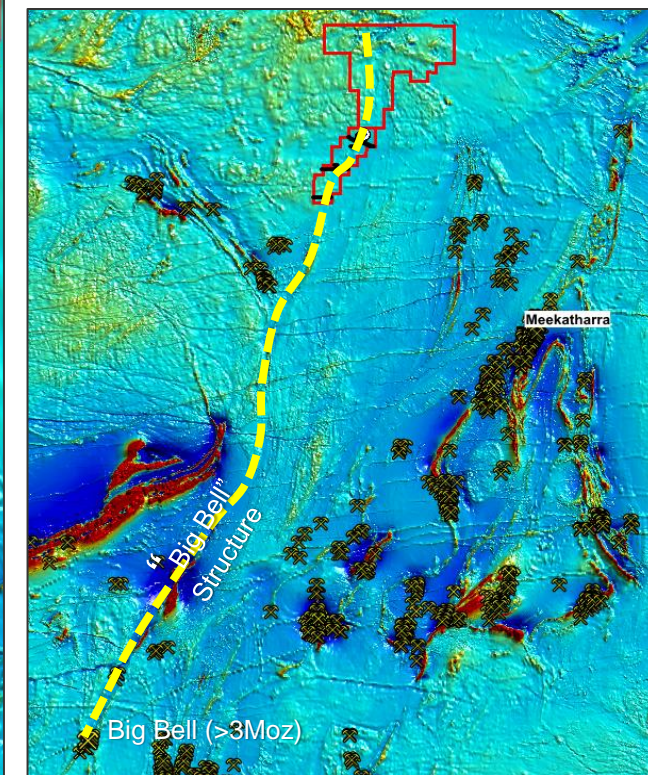 Meekatharra
“ Big Bell”
Structure
Big Bell (>3Moz)